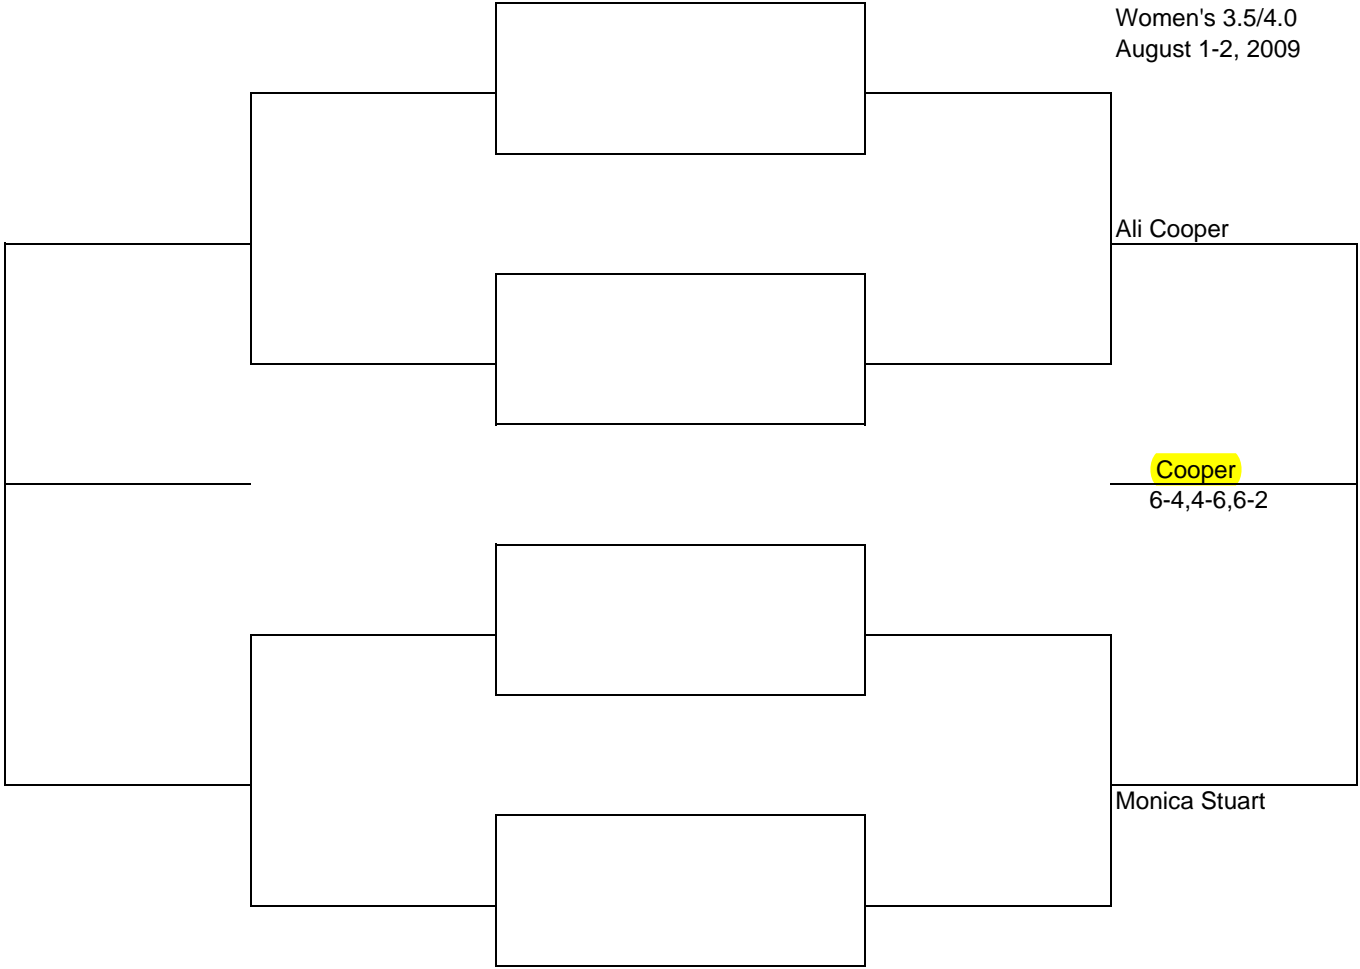 Women's 3.5/4.0
August 1-2, 2009
Ali Cooper
Cooper
6-4,4-6,6-2
Monica Stuart